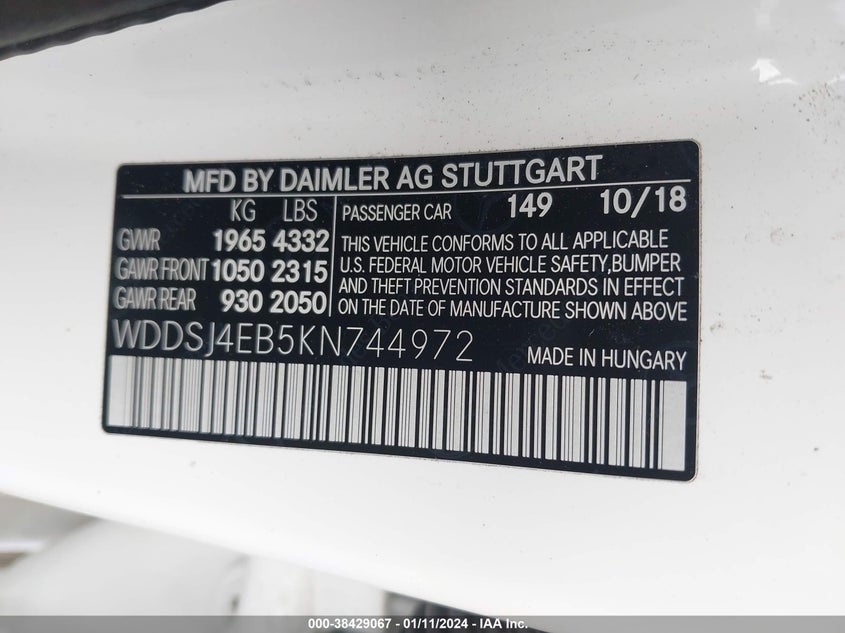 MFD BY DAIMLER AG STUTTGART
KG LBS
GVWR 1965 4332
GAWR FRONT 1050 2315
GAWR REAR 930 2050
PASSENGER CAR 149 10/18
THIS VEHICLE CONFORMS TO ALL APPLICABLE
U.S. FEDERAL MOTOR VEHICLE SAFETY,BUMPER
AND THEFT PREVENTION STANDARDS IN EFFECT
ON THE DATE OF MANUFACTURE SHOWN ABOVE
WDDSJ4EB5KN744972
MADE IN HUNGARY
000-38429067 - 01/11/2024 - IAA Inc.